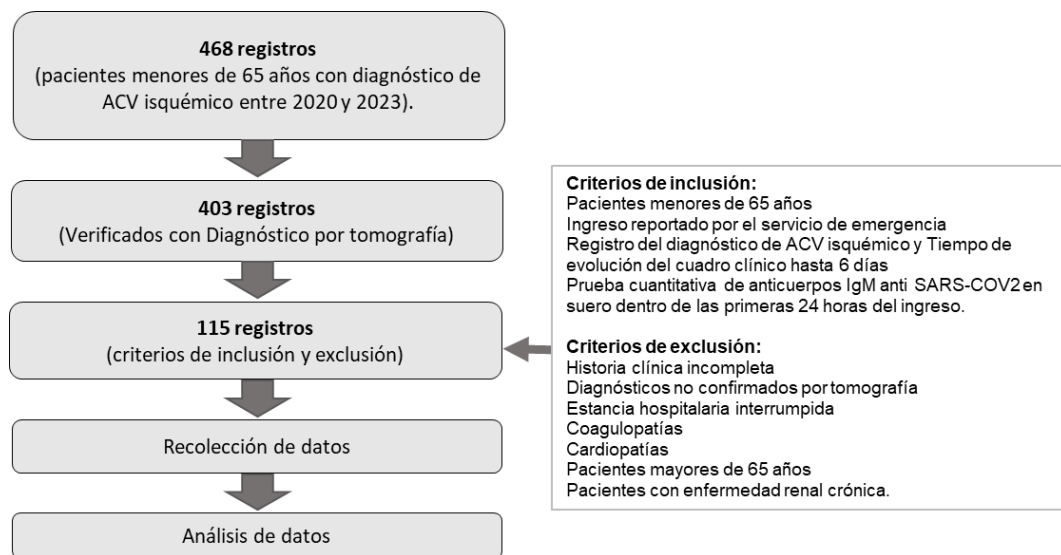 468 registros
(pacientes menores de 65 años con diagnóstico de
ACV isquémico entre 2020 y 2023).
403 registros
(Verificados con Diagnóstico por tomografía)
115 registros
(criterios de inclusión y exclusión)
Recolección de datos
Análisis de datos
Criterios de inclusión:
Pacientes menores de 65 años
Ingreso reportado por el servicio de emergencia
Registro del diagnóstico de ACV isquémico y Tiempo de
evolución del cuadro clínico hasta 6 días
Prueba cuantitativa de anticuerpos IgM anti SARS-COV2 en
suero dentro de las primeras 24 horas del ingreso.
Criterios de exclusión:
Historia clínica incompleta
Diagnósticos no confirmados por tomografía
Estancia hospitalaria interrumpida
Coagulopatías
Cardiopatías
Pacientes mayores de 65 años
Pacientes con enfermedad renal crónica.